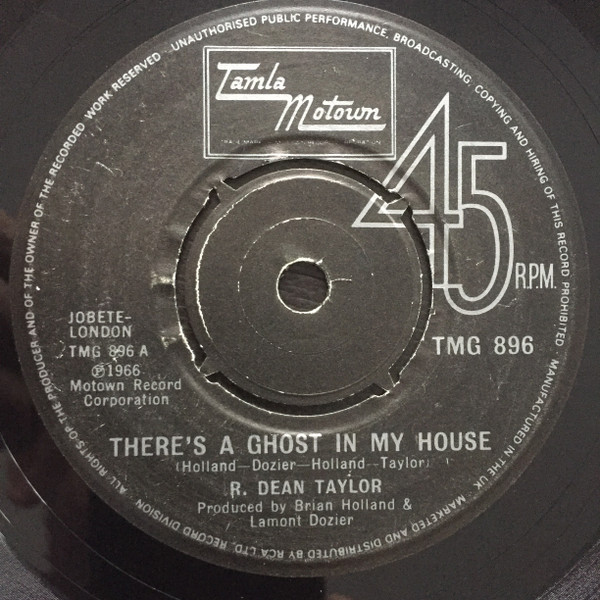 Tamla
Motown
45
R.P.M.
JOBETE-
LONDON
TMG 896 A
Ⓟ1966
Motown Record
Corporation
TMG 896
THERE'S A GHOST IN MY HOUSE
(Holland—Dozier—Holland—Taylor)
R. DEAN TAYLOR
Produced by Brian Holland &
Lamont Dozier
ALL RIGHTS OF THE PRODUCER AND OF THE OWNER OF THE RECORDED WORK RESERVED UNAUTHORISED PUBLIC PERFORMANCE, BROADCASTING, COPYING AND HIRING OF THIS RECORD PROHIBITED MANUFACTURED IN THE UK MARKETED AND DISTRIBUTED BY RCA LTD. RECORD DIVISION